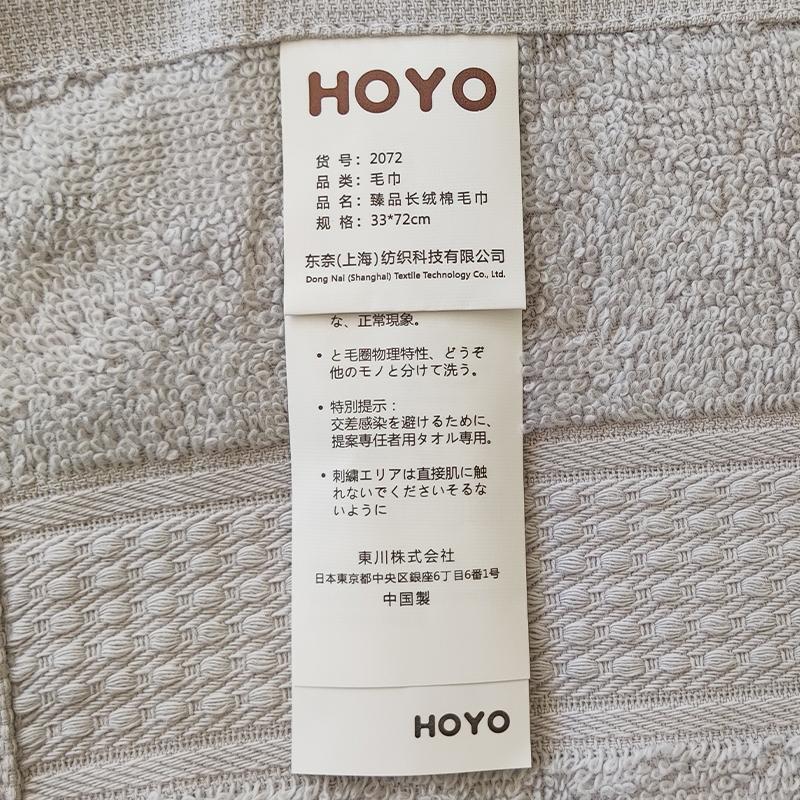 HOYO
货 号：2072
品 类：毛巾
品 名：臻品长绒棉毛巾
规 格：33*72cm
东奈(上海)纺织科技有限公司
Dong Nai (Shanghai) Textile Technology Co., Ltd.
な、正常現象。
• と毛圈物理特性、どうぞ
他のモノと分けて洗う。
• 特別提示：
交差感染を避けるために、
提案専任者用タオル専用。
• 刺繍エリアは直接肌に触
れないでくださいそるな
いように
東川株式会社
日本東京都中央区銀座6丁目6番1号
中国製
HOYO